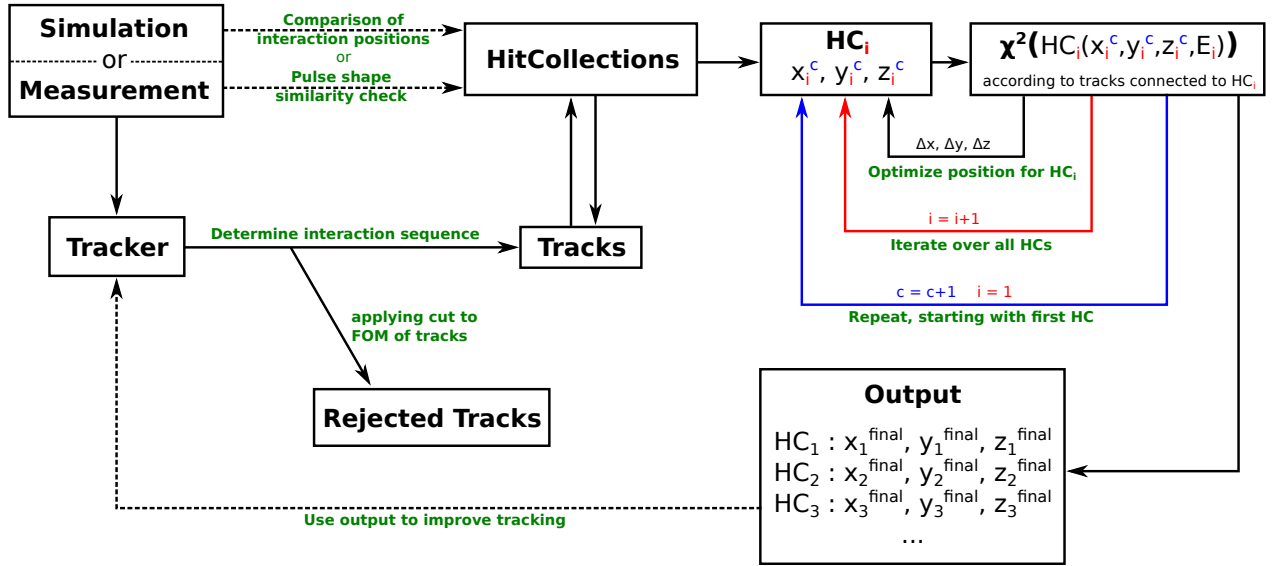 Simulation
or
Measurement
Comparison of
interaction positions
or
Pulse shape
similarity check
HitCollections
HCᵢ
xᵢᶜ, yᵢᶜ, zᵢᶜ
χ²(HCᵢ(xᵢᶜ,yᵢᶜ,zᵢᶜ,Eᵢ))
according to tracks connected to HCᵢ
Δx, Δy, Δz
Optimize position for HCᵢ
i = i+1
Iterate over all HCs
c = c+1 i = 1
Repeat, starting with first HC
Tracker
Determine interaction sequence
Tracks
applying cut to
FOM of tracks
Rejected Tracks
Output
HC₁ : x₁ᶠⁱⁿᵃˡ, y₁ᶠⁱⁿᵃˡ, z₁ᶠⁱⁿᵃˡ
HC₂ : x₂ᶠⁱⁿᵃˡ, y₂ᶠⁱⁿᵃˡ, z₂ᶠⁱⁿᵃˡ
HC₃ : x₃ᶠⁱⁿᵃˡ, y₃ᶠⁱⁿᵃˡ, z₃ᶠⁱⁿᵃˡ
...
Use output to improve tracking